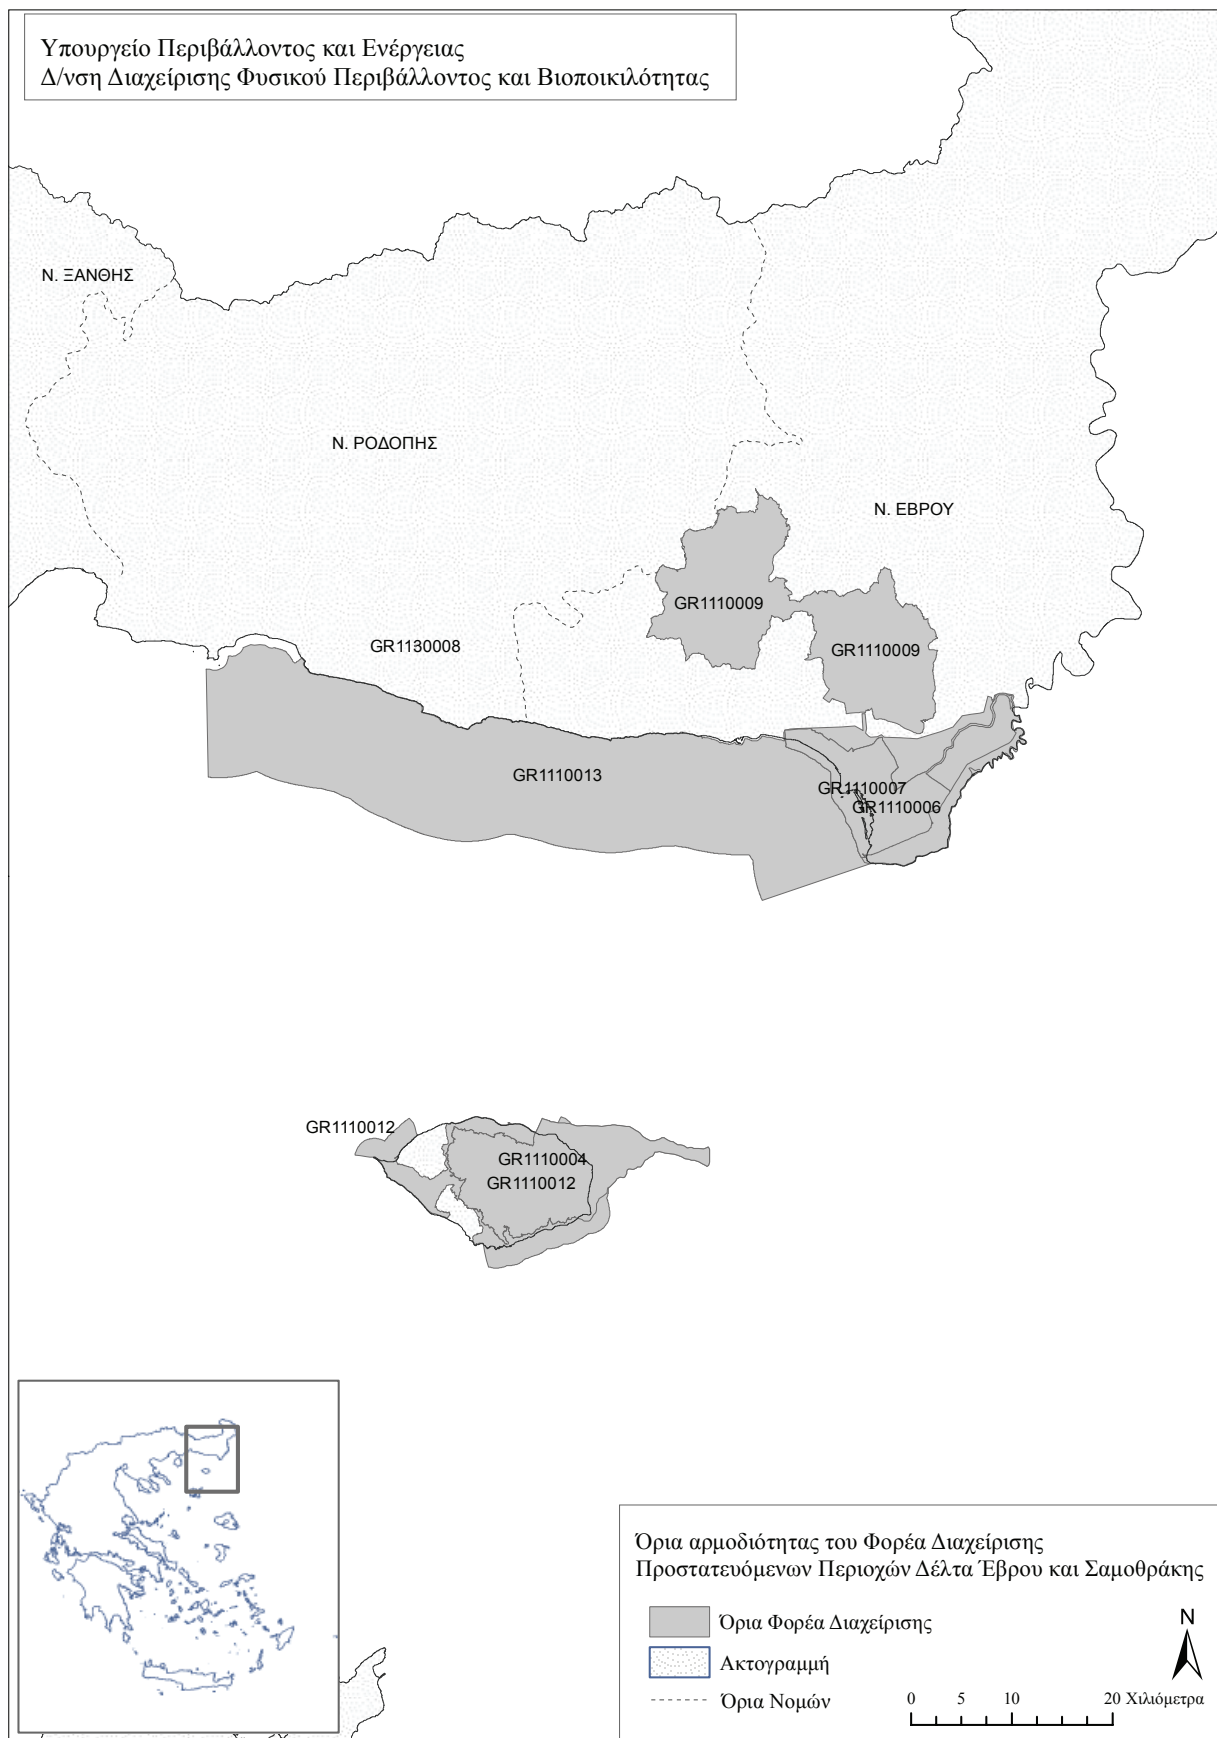 Υπουργείο Περιβάλλοντος και Ενέργειας
Δ/νση Διαχείρισης Φυσικού Περιβάλλοντος και Βιοποικιλότητας
Ν. ΞΑΝΘΗΣ
Ν. ΡΟΔΟΠΗΣ
Ν. ΕΒΡΟΥ
GR1110009
GR1130008
GR1110009
GR1110013
GR1110007
GR1110006
GR1110012
GR1110004
GR1110012
Όρια αρμοδιότητας του Φορέα Διαχείρισης
Προστατευόμενων Περιοχών Δέλτα Έβρου και Σαμοθράκης
Όρια Φορέα Διαχείρισης
Ακτογραμμή
Όρια Νομών
N
0 5 10 20 Χιλιόμετρα